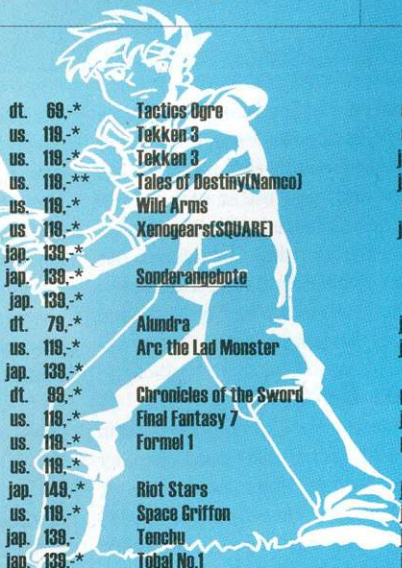 dt. 69,-* Tactics Ogre
us. 119,-* Tekken 3
us. 119,-* Tekken 3 j
us. 119,-** Tales of Destiny(Namco) j
us. 119,-* Wild Arms
us. 119,-* Xenogears(SQUARE) j
jap. 139,-*
jap. 139,-* Sonderangebote
jap. 139,-*
dt. 79,-* Alundra j
us. 119,-* Arc the Lad Monster j
jap. 139,-*
dt. 99,-* Chronicles of the Sword
us. 119,-* Final Fantasy 7
us. 119,-* Formel 1
us. 119,-*
jap. 149,-* Riot Stars
us. 119,-* Space Griffon
jap. 139,- Tenchu
jap. 139,-* Tobal No.1